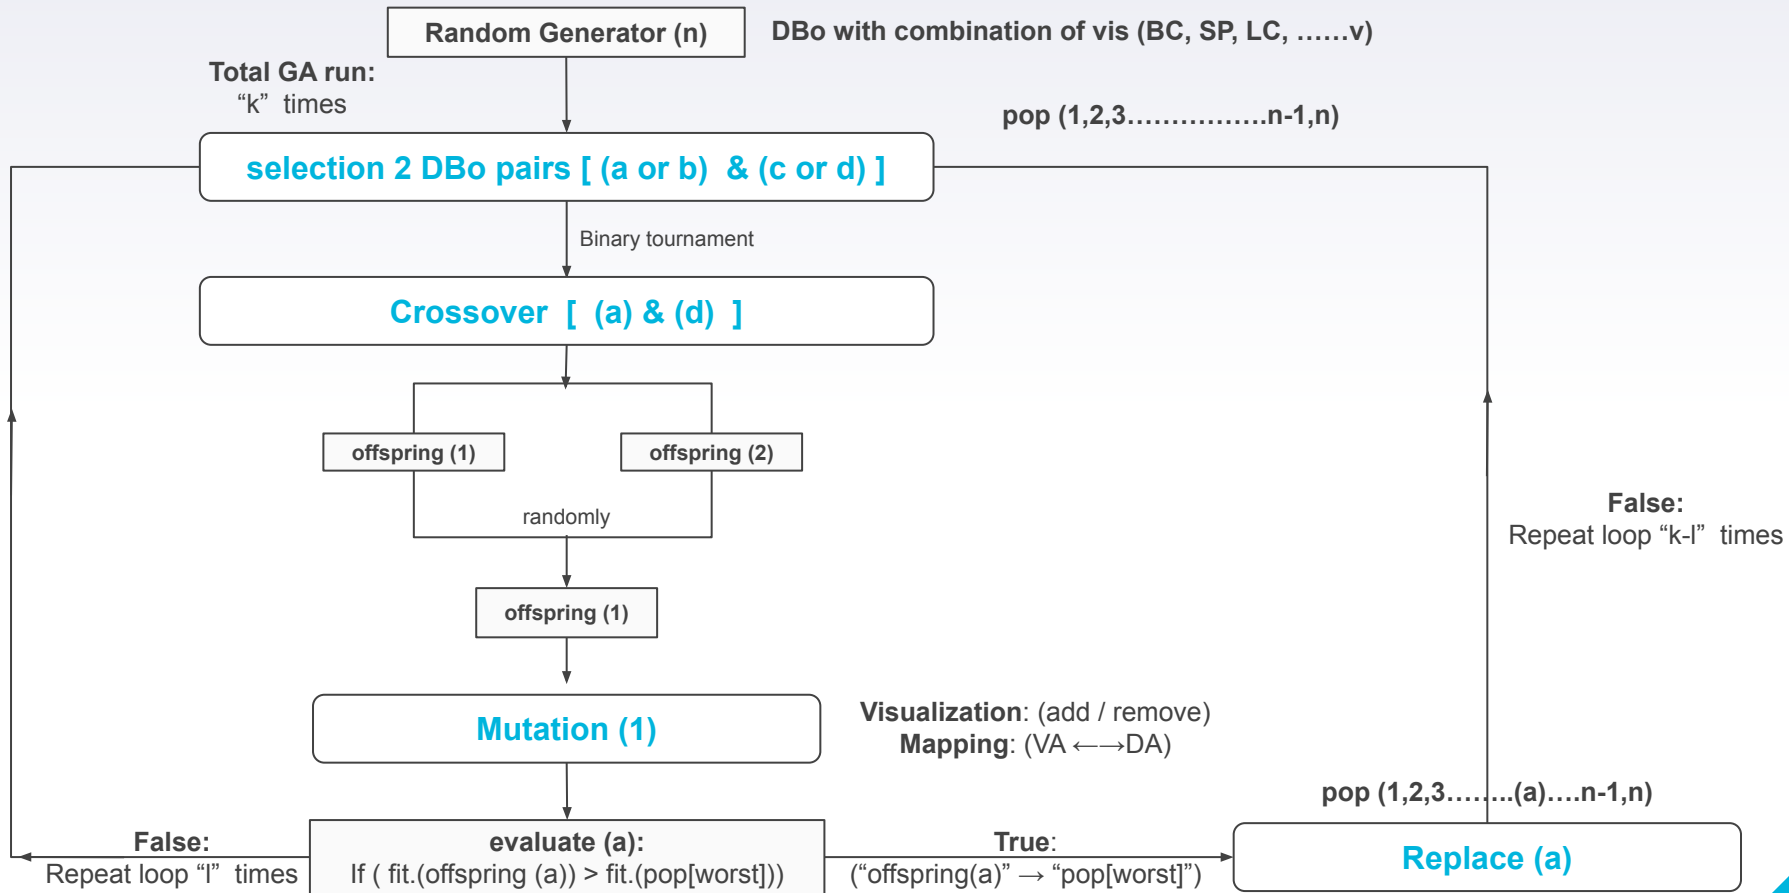 Random Generator (n)
DBo with combination of vis (BC, SP, LC, ……v)
Total GA run:
“k” times
pop (1,2,3…………….n-1,n)
selection 2 DBo pairs [ (a or b) & (c or d) ]
Binary tournament
Crossover [ (a) & (d) ]
offspring (1)
offspring (2)
randomly
False:
Repeat loop “k-l” times
offspring (1)
Mutation (1)
Visualization: (add / remove)
Mapping: (VA ←→DA)
pop (1,2,3……..(a)….n-1,n)
False:
Repeat loop “l” times
evaluate (a):
If ( fit.(offspring (a)) > fit.(pop[worst]))
True:
(“offspring(a)” → “pop[worst]”)
Replace (a)